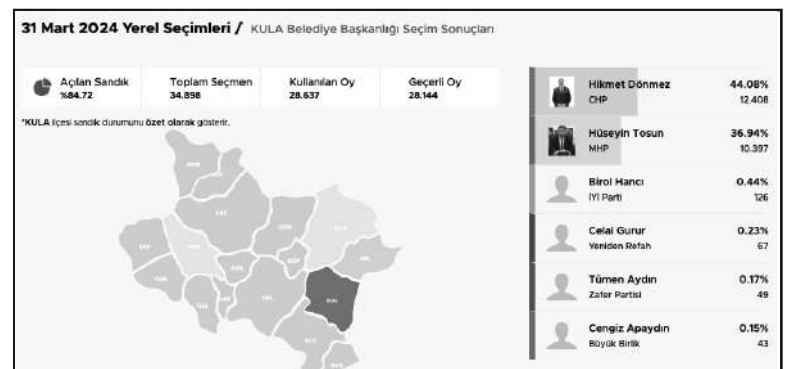 31 Mart 2024 Yerel Seçimleri / KULA Belediye Başkanlığı Seçim Sonuçları
Açılan Sandık
%84.72
Toplam Seçmen
34.898
Kullanılan Oy
28.637
Geçerli Oy
28.144
*KULA ilçesi sandık durumunu özet olarak gösterir.
KUL
Hikmet Dönmez 44.08%
CHP 12.408
Hüseyin Tosun 36.94%
MHP 10.397
Birol Hancı 0.44%
İYİ Parti 126
Celal Gurur 0.23%
Yeniden Refah 67
Tümen Aydın 0.17%
Zafer Partisi 49
Cengiz Apaydın 0.15%
Büyük Birlik 43